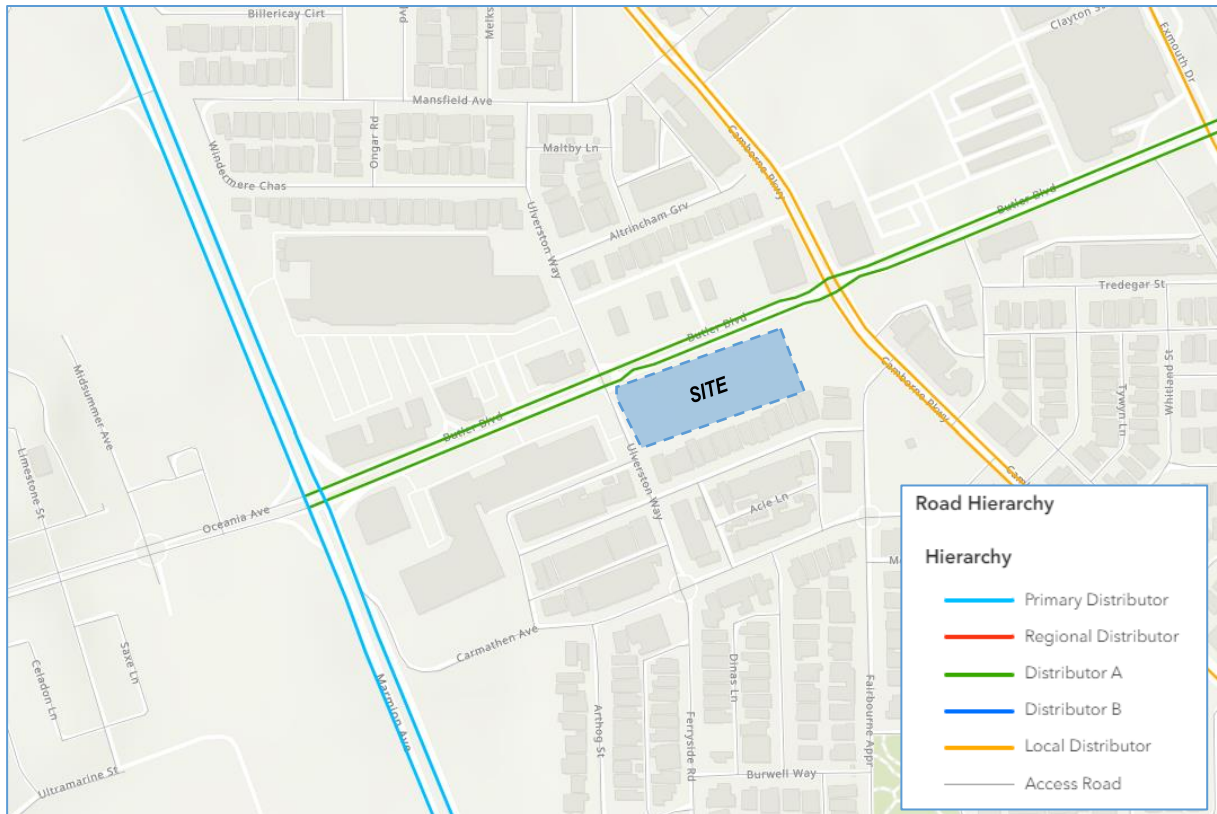 Billericay Cirt
vd
Melks
Clayton S
Exmouth Dr
Mansfield Ave
Ongar Rd
Maltby Ln
Camborne Pkwy
Windermere Chas
Ulverston Way
Altrincham Grv
Butler Blvd
Tredegar St
Butler Blvd
SITE
Midsummer Ave
Camborne Pkwy
Tywyn Ln
Whitland St
Butler Blvd
Limestone St
Ulverston Way
Cam
Oceania Ave
Acle Ln
Carmathen Ave
Saxe Ln
Celadon Ln
Marmion Ave
Arthog St
Ferryside Rd
Dinas Ln
Fairbourne Appr
Ultramarine St
Burwell Way
M
Road Hierarchy
Hierarchy
Primary Distributor
Regional Distributor
Distributor A
Distributor B
Local Distributor
Access Road